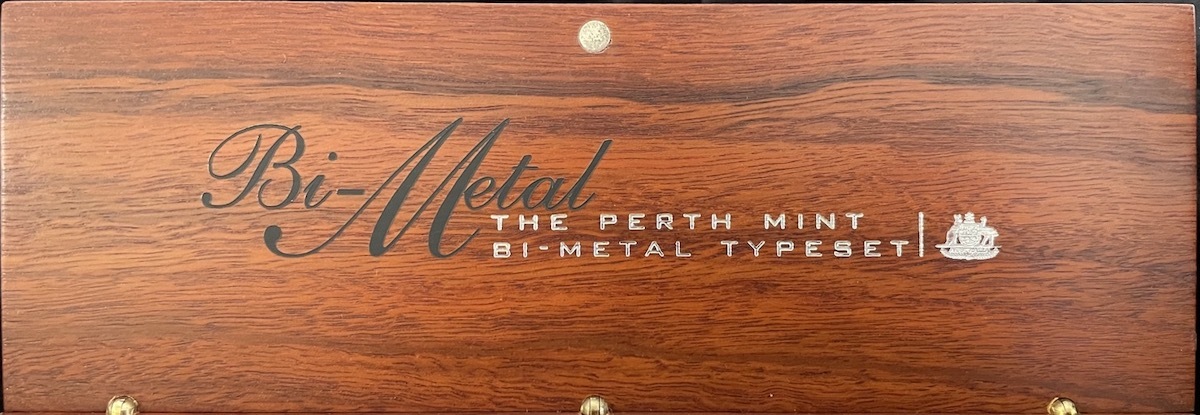 Bi-Metal
THE PERTH MINT
BI-METAL TYPESET